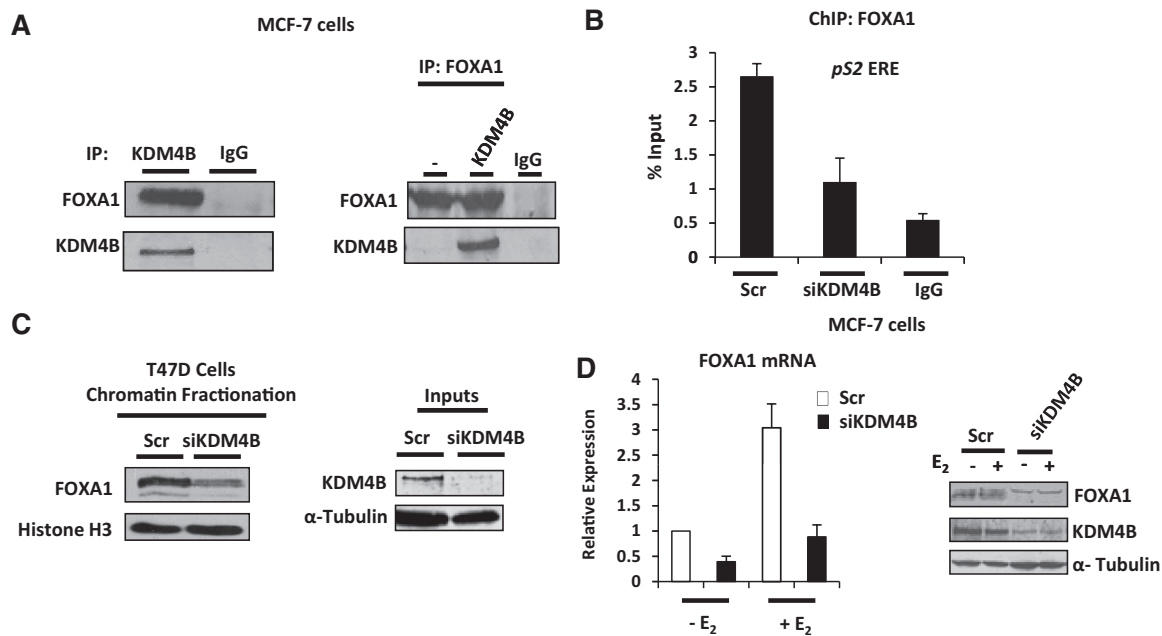 A
MCF-7 cells
IP: FOXA1
IP: KDM4B IgG
- KDM4B IgG
FOXA1
KDM4B
FOXA1
KDM4B
B
ChIP: FOXA1
pS2 ERE
% Input
3
2.5
2
1.5
1
0.5
0
Scr siKDM4B IgG
C
T47D Cells
Chromatin Fractionation
Scr siKDM4B
FOXA1
Histone H3
Inputs
Scr siKDM4B
KDM4B
α-Tubulin
MCF-7 cells
D
FOXA1 mRNA
Scr
siKDM4B
Relative Expression
4
3.5
3
2.5
2
1.5
1
0.5
0
- E₂ + E₂
Scr siKDM4B
E₂ - + - +
FOXA1
KDM4B
α- Tubulin